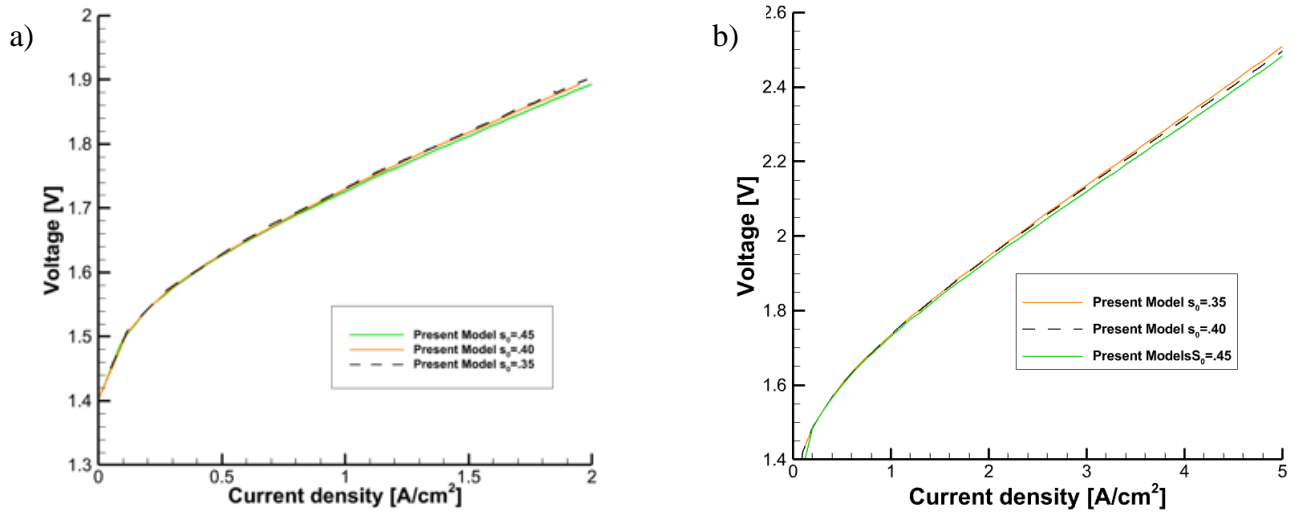 a)
2
1.9
1.8
1.7
1.6
1.5
1.4
1.3
Voltage [V]
Present Model s₀=.45
Present Model s₀=.40
Present Model s₀=.35
0
0.5
1
1.5
2
Current density [A/cm²]
b)
2.6
2.4
2.2
2
1.8
1.6
1.4
Voltage [V]
Present Model s₀=.35
Present Model s₀=.40
Present ModelsS₀=.45
0
1
2
3
4
5
Current density [A/cm²]